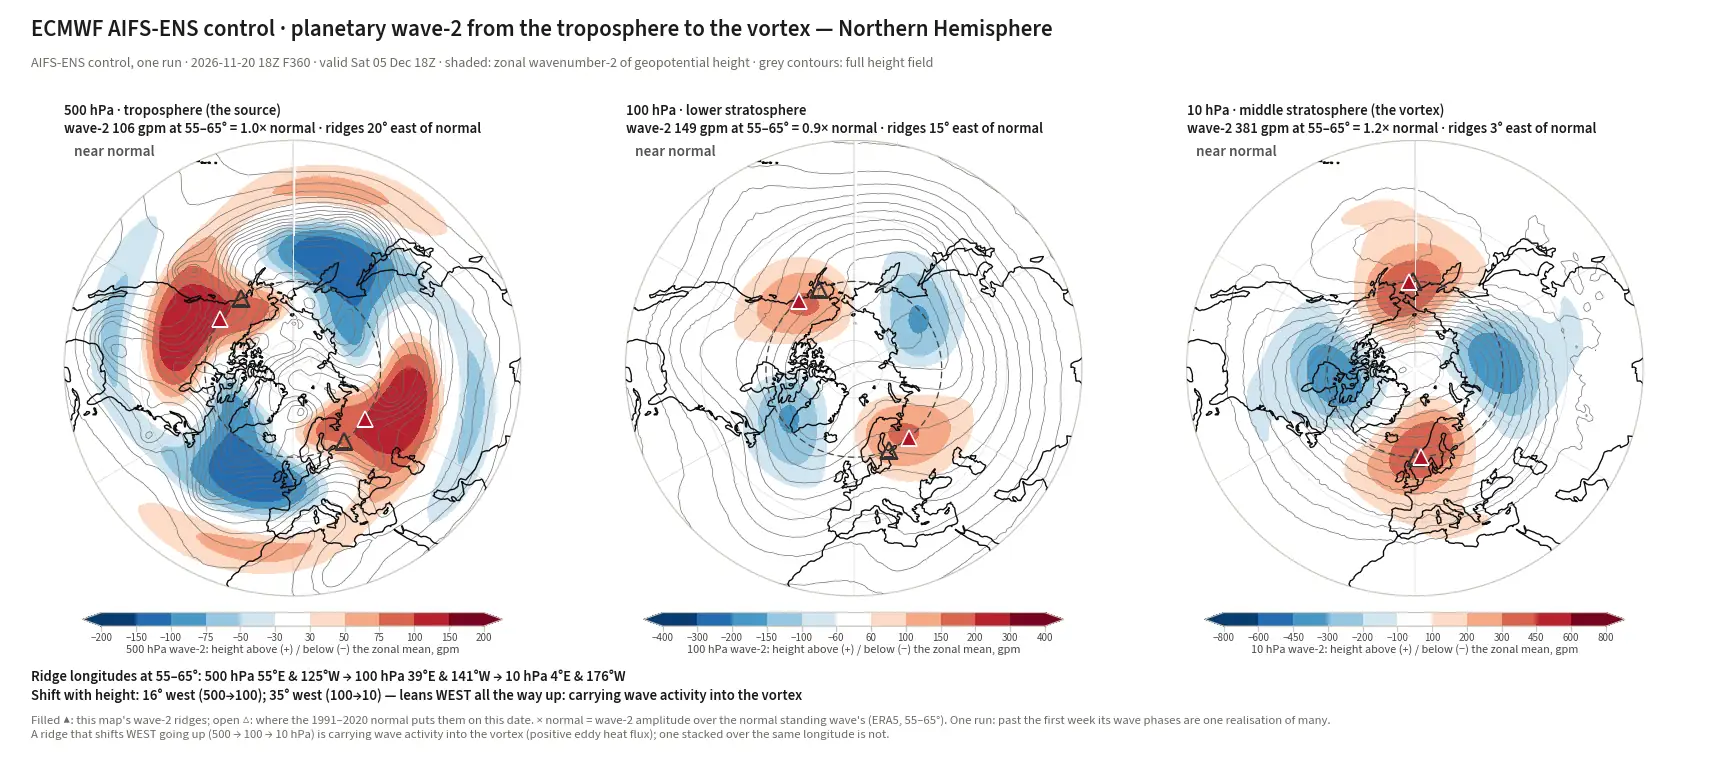 ECMWF AIFS-ENS control · planetary wave-2 from the troposphere to the vortex — Northern Hemisphere
AIFS-ENS control, one run · 2026-11-20 18Z F360 · valid Sat 05 Dec 18Z · shaded: zonal wavenumber-2 of geopotential height · grey contours: full height field
500 hPa · troposphere (the source)
wave-2 106 gpm at 55–65° = 1.0× normal · ridges 20° east of normal
near normal
100 hPa · lower stratosphere
wave-2 149 gpm at 55–65° = 0.9× normal · ridges 15° east of normal
near normal
10 hPa · middle stratosphere (the vortex)
wave-2 381 gpm at 55–65° = 1.2× normal · ridges 3° east of normal
near normal
−200 −150 −100 −75 −50 −30 30 50 75 100 150 200
500 hPa wave-2: height above (+) / below (−) the zonal mean, gpm
−400 −300 −200 −150 −100 −60 60 100 150 200 300 400
100 hPa wave-2: height above (+) / below (−) the zonal mean, gpm
−800 −600 −450 −300 −200 −100 100 200 300 450 600 800
10 hPa wave-2: height above (+) / below (−) the zonal mean, gpm
Ridge longitudes at 55–65°: 500 hPa 55°E & 125°W → 100 hPa 39°E & 141°W → 10 hPa 4°E & 176°W
Shift with height: 16° west (500→100); 35° west (100→10) — leans WEST all the way up: carrying wave activity into the vortex
Filled ▲: this map's wave-2 ridges; open △: where the 1991–2020 normal puts them on this date. × normal = wave-2 amplitude over the normal standing wave's (ERA5, 55–65°). One run: past the first week its wave phases are one realisation of many.
A ridge that shifts WEST going up (500 → 100 → 10 hPa) is carrying wave activity into the vortex (positive eddy heat flux); one stacked over the same longitude is not.